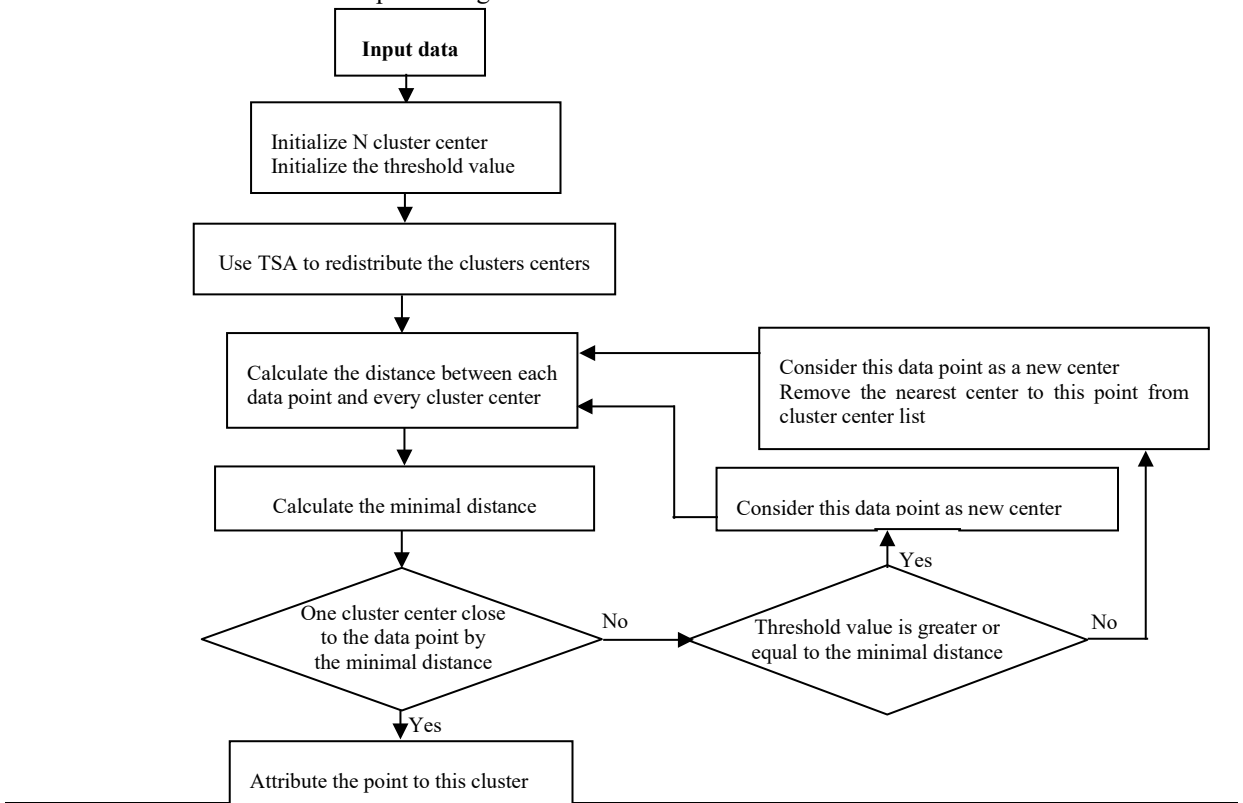 Input data
Initialize N cluster center
Initialize the threshold value
Use TSA to redistribute the clusters centers
Calculate the distance between each
data point and every cluster center
Consider this data point as a new center
Remove the nearest center to this point from
cluster center list
Calculate the minimal distance
Consider this data point as new center
Yes
One cluster center close
to the data point by
the minimal distance
No
Threshold value is greater or
equal to the minimal distance
No
Yes
Attribute the point to this cluster